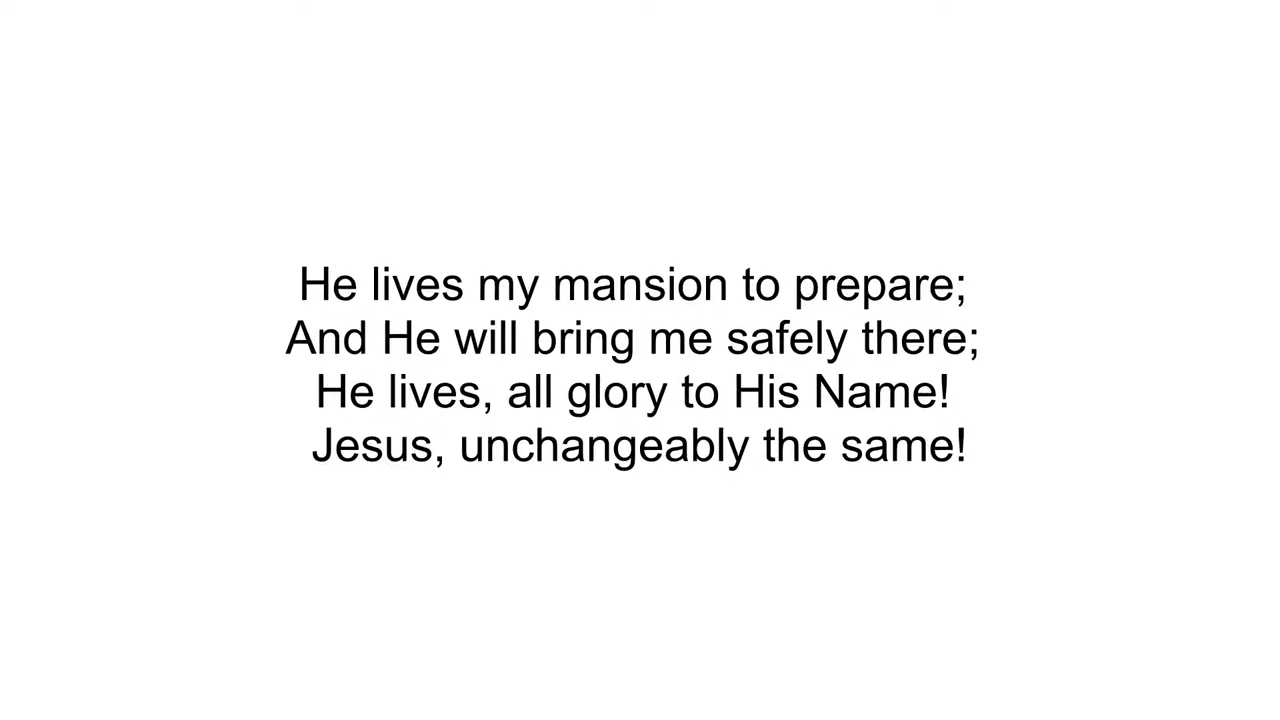 He lives my mansion to prepare;
And He will bring me safely there;
He lives, all glory to His Name!
Jesus, unchangeably the same!